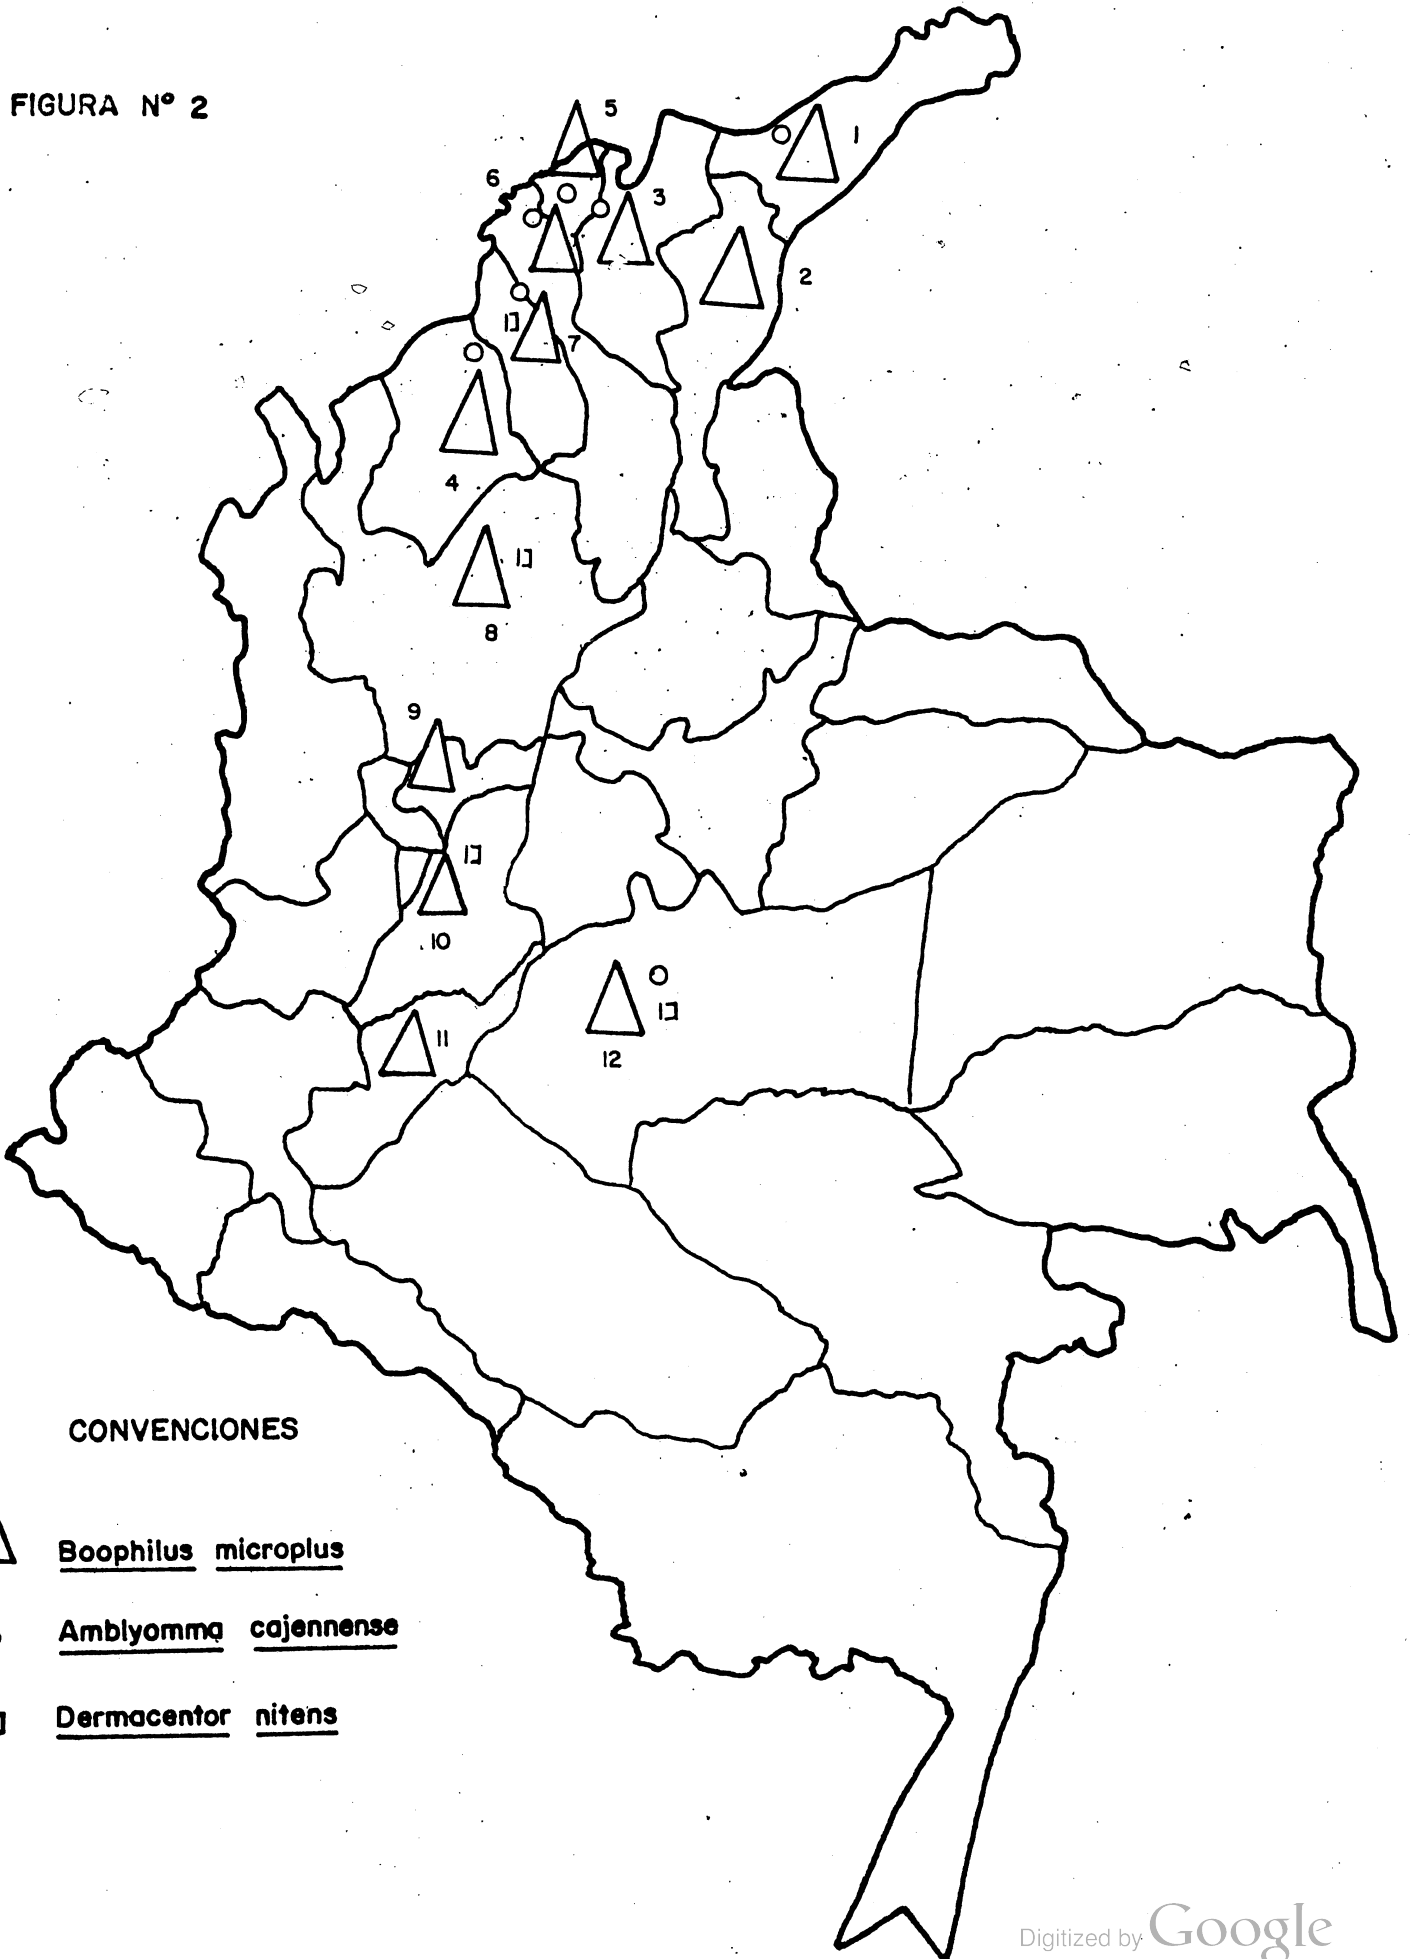 FIGURA Nº 2
5
1
6
3
2
7
4
8
9
10
11
12
CONVENCIONES
Boophilus microplus
Amblyomma cajennense
Dermacentor nitens
Digitized by Google